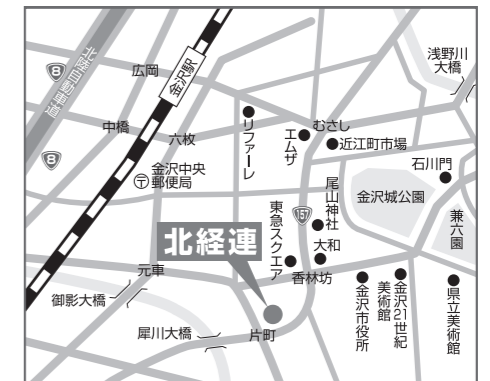 8
北陸自動車道
広岡
金沢駅
浅野川
大橋
中橋
六枚
リファーレ
エムザ
むさし
近江町市場
8
金沢中央
〒郵便局
石川門
金沢城公園
尾山神社
157
東急スクエア
兼六園
北経連
大和
元車
香林坊
御影大橋
犀川大橋
片町
金沢市役所
金沢21世紀
美術館
県立美術館